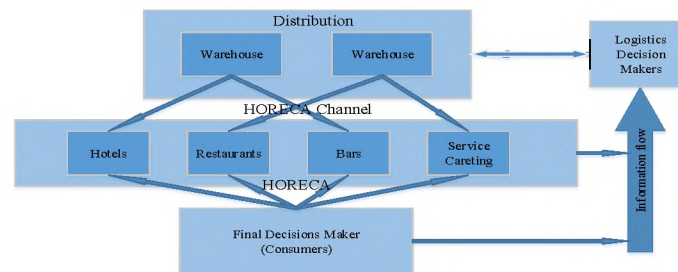 Distribution
Warehouse
Warehouse
Logistics
Decision
Makers
HORECA Channel
Hotels
Restaurants
Bars
Service
Careting
HORECA
Information flow
Final Decisions Maker
(Consumers)